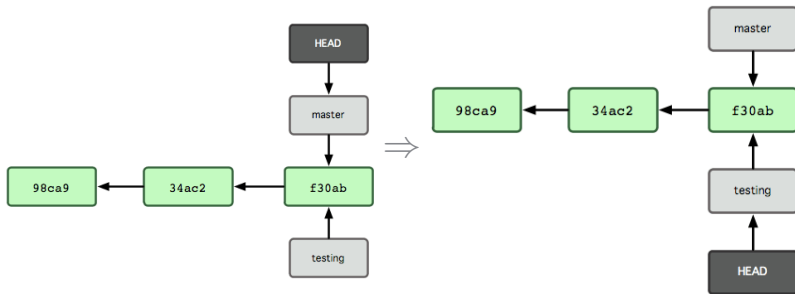 HEAD
master
98ca9
34ac2
f30ab
testing
master
98ca9
34ac2
f30ab
testing
HEAD